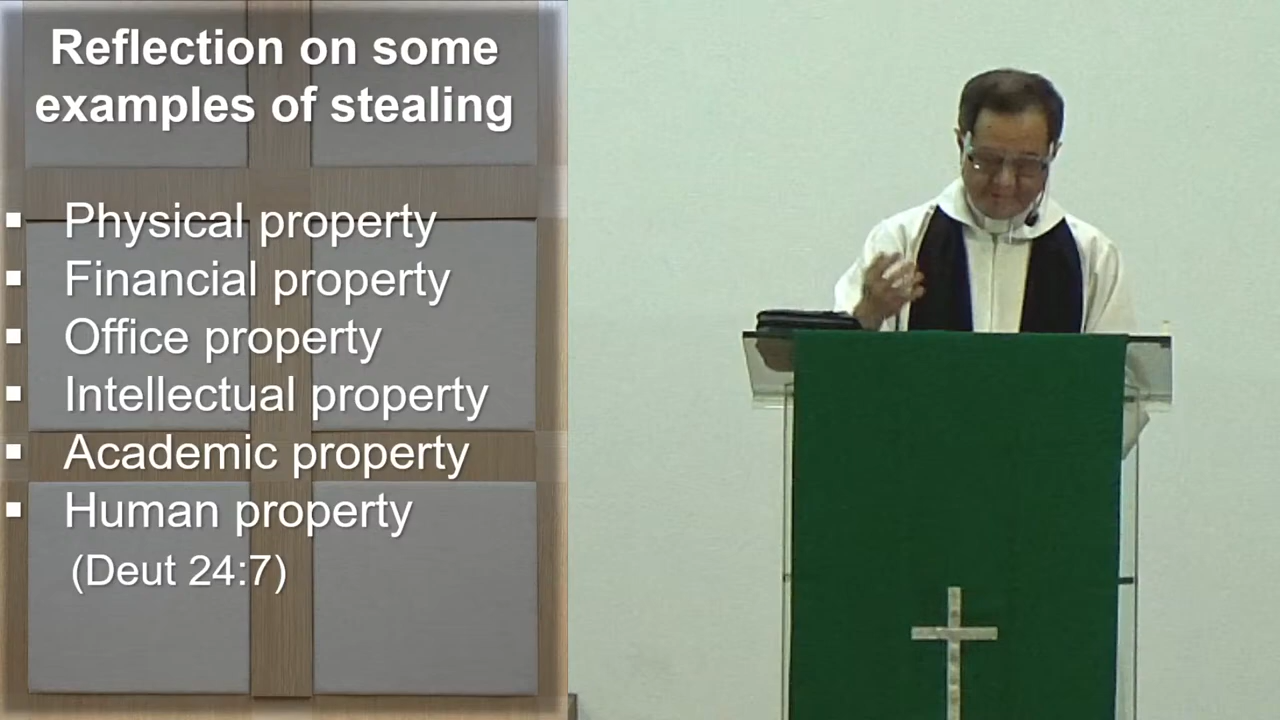 Reflection on some
examples of stealing
▪ Physical property
▪ Financial property
▪ Office property
▪ Intellectual property
▪ Academic property
▪ Human property
(Deut 24:7)